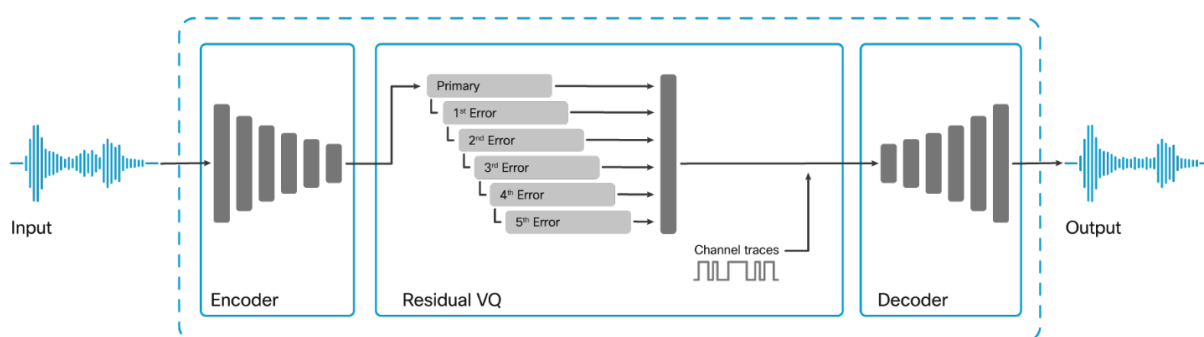 Primary
1st Error
2nd Error
3rd Error
4th Error
5th Error
Input
Output
Channel traces
Encoder
Residual VQ
Decoder